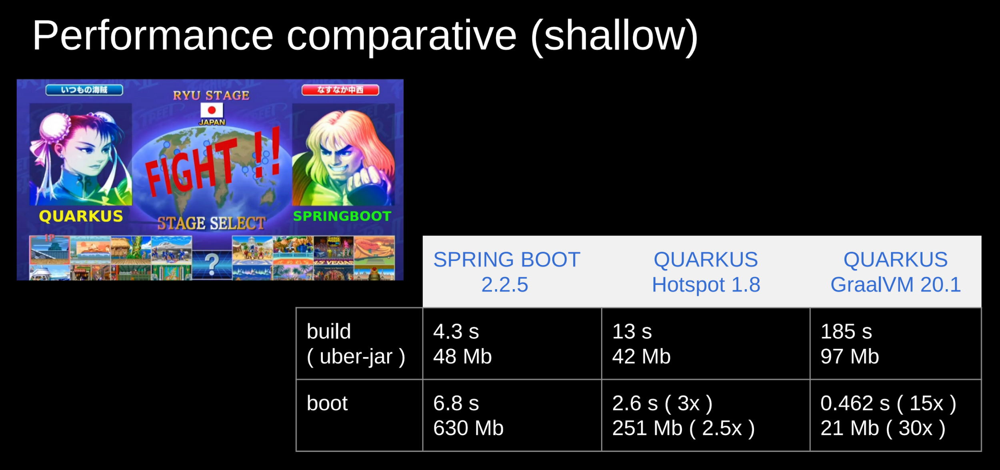 Performance comparative (shallow)
いつもの海賊
RYU STAGE
なすなか中西
JAPAN
FIGHT !!
QUARKUS
STAGE SELECT
SPRINGBOOT
1P
?
SPRING BOOT
2.2.5
QUARKUS
Hotspot 1.8
QUARKUS
GraalVM 20.1
build
( uber-jar )
4.3 s
48 Mb
13 s
42 Mb
185 s
97 Mb
boot
6.8 s
630 Mb
2.6 s ( 3x )
251 Mb ( 2.5x )
0.462 s ( 15x )
21 Mb ( 30x )